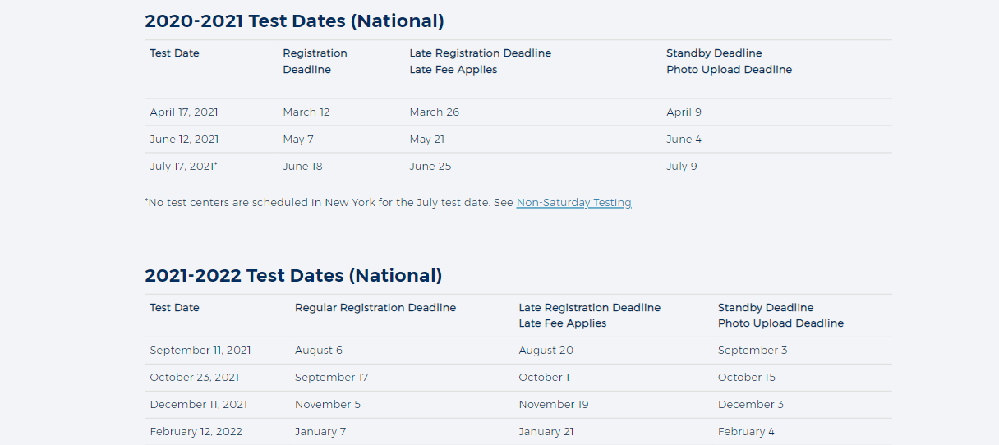 2020-2021 Test Dates (National)
Test Date Registration Deadline Late Registration Deadline Late Fee Applies Standby Deadline Photo Upload Deadline
April 17, 2021 March 12 March 26 April 9
June 12, 2021 May 7 May 21 June 4
July 17, 2021* June 18 June 25 July 9
*No test centers are scheduled in New York for the July test date. See Non-Saturday Testing
2021-2022 Test Dates (National)
Test Date Regular Registration Deadline Late Registration Deadline Late Fee Applies Standby Deadline Photo Upload Deadline
September 11, 2021 August 6 August 20 September 3
October 23, 2021 September 17 October 1 October 15
December 11, 2021 November 5 November 19 December 3
February 12, 2022 January 7 January 21 February 4